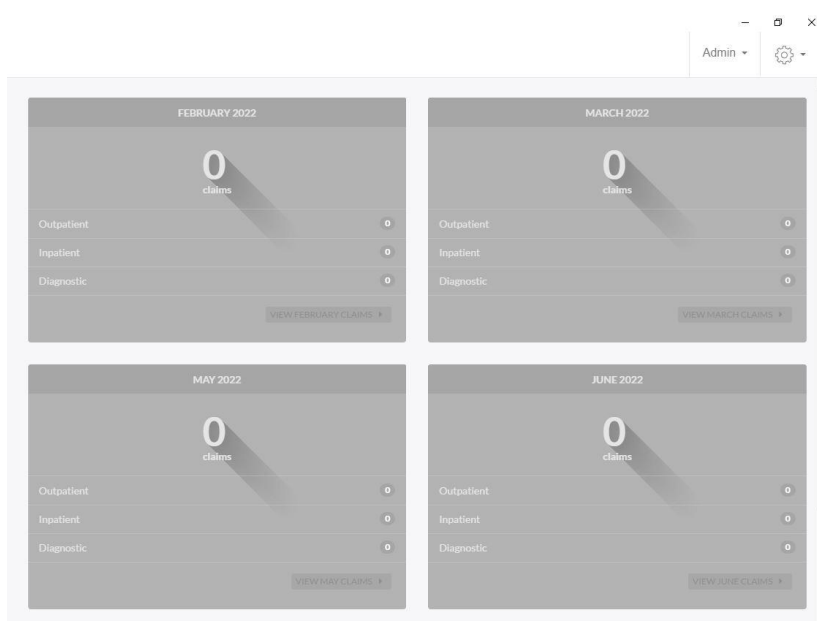 Admin
FEBRUARY 2022
0
claims
Outpatient 0
Inpatient 0
Diagnostic 0
VIEW FEBRUARY CLAIMS
MARCH 2022
0
claims
Outpatient 0
Inpatient 0
Diagnostic 0
VIEW MARCH CLAIMS
MAY 2022
0
claims
Outpatient 0
Inpatient 0
Diagnostic 0
VIEW MAY CLAIMS
JUNE 2022
0
claims
Outpatient 0
Inpatient 0
Diagnostic 0
VIEW JUNE CLAIMS